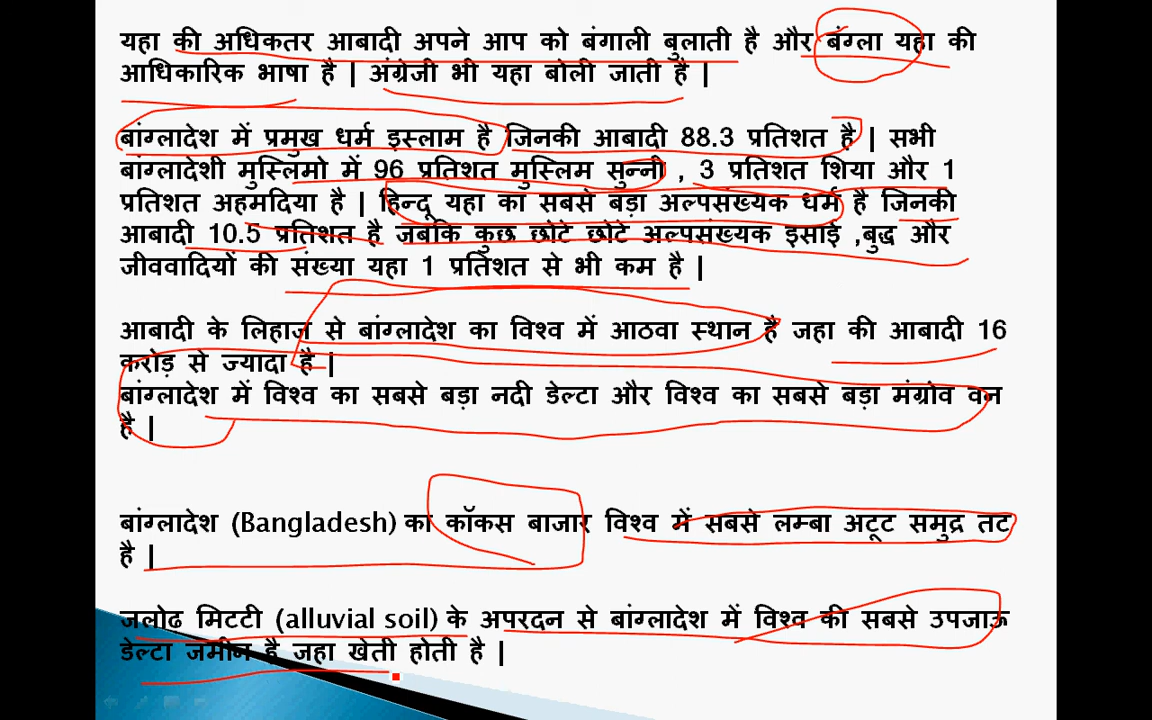 यहा की अधिकतर आबादी अपने आप को बंगाली बुलाती है और बंग्ला यहा की
आधिकारिक भाषा है | अंग्रेजी भी यहा बोली जाती है |
बांग्लादेश में प्रमुख धर्म इस्लाम है जिनकी आबादी 88.3 प्रतिशत है | सभी
बांग्लादेशी मुस्लिमो में 96 प्रतिशत मुस्लिम सुन्नी , 3 प्रतिशत शिया और 1
प्रतिशत अहमदिया है | हिन्दू यहा का सबसे बड़ा अल्पसंख्यक धर्म है जिनकी
आबादी 10.5 प्रतिशत है जबकि कुछ छोटे छोटे अल्पसंख्यक इसाई ,बुद्ध और
जीववादियों की संख्या यहा 1 प्रतिशत से भी कम है |
आबादी के लिहाज से बांग्लादेश का विश्व में आठवा स्थान है जहा की आबादी 16
करोड़ से ज्यादा है |
बांग्लादेश में विश्व का सबसे बड़ा नदी डेल्टा और विश्व का सबसे बड़ा मंग्रोव वन
है |
बांग्लादेश (Bangladesh) का कॉकस बाजार विश्व में सबसे लम्बा अटूट समुद्र तट
है |
जलोढ मिटटी (alluvial soil) के अपरदन से बांग्लादेश में विश्व की सबसे उपजाऊ
डेल्टा जमीन है जहा खेती होती है |